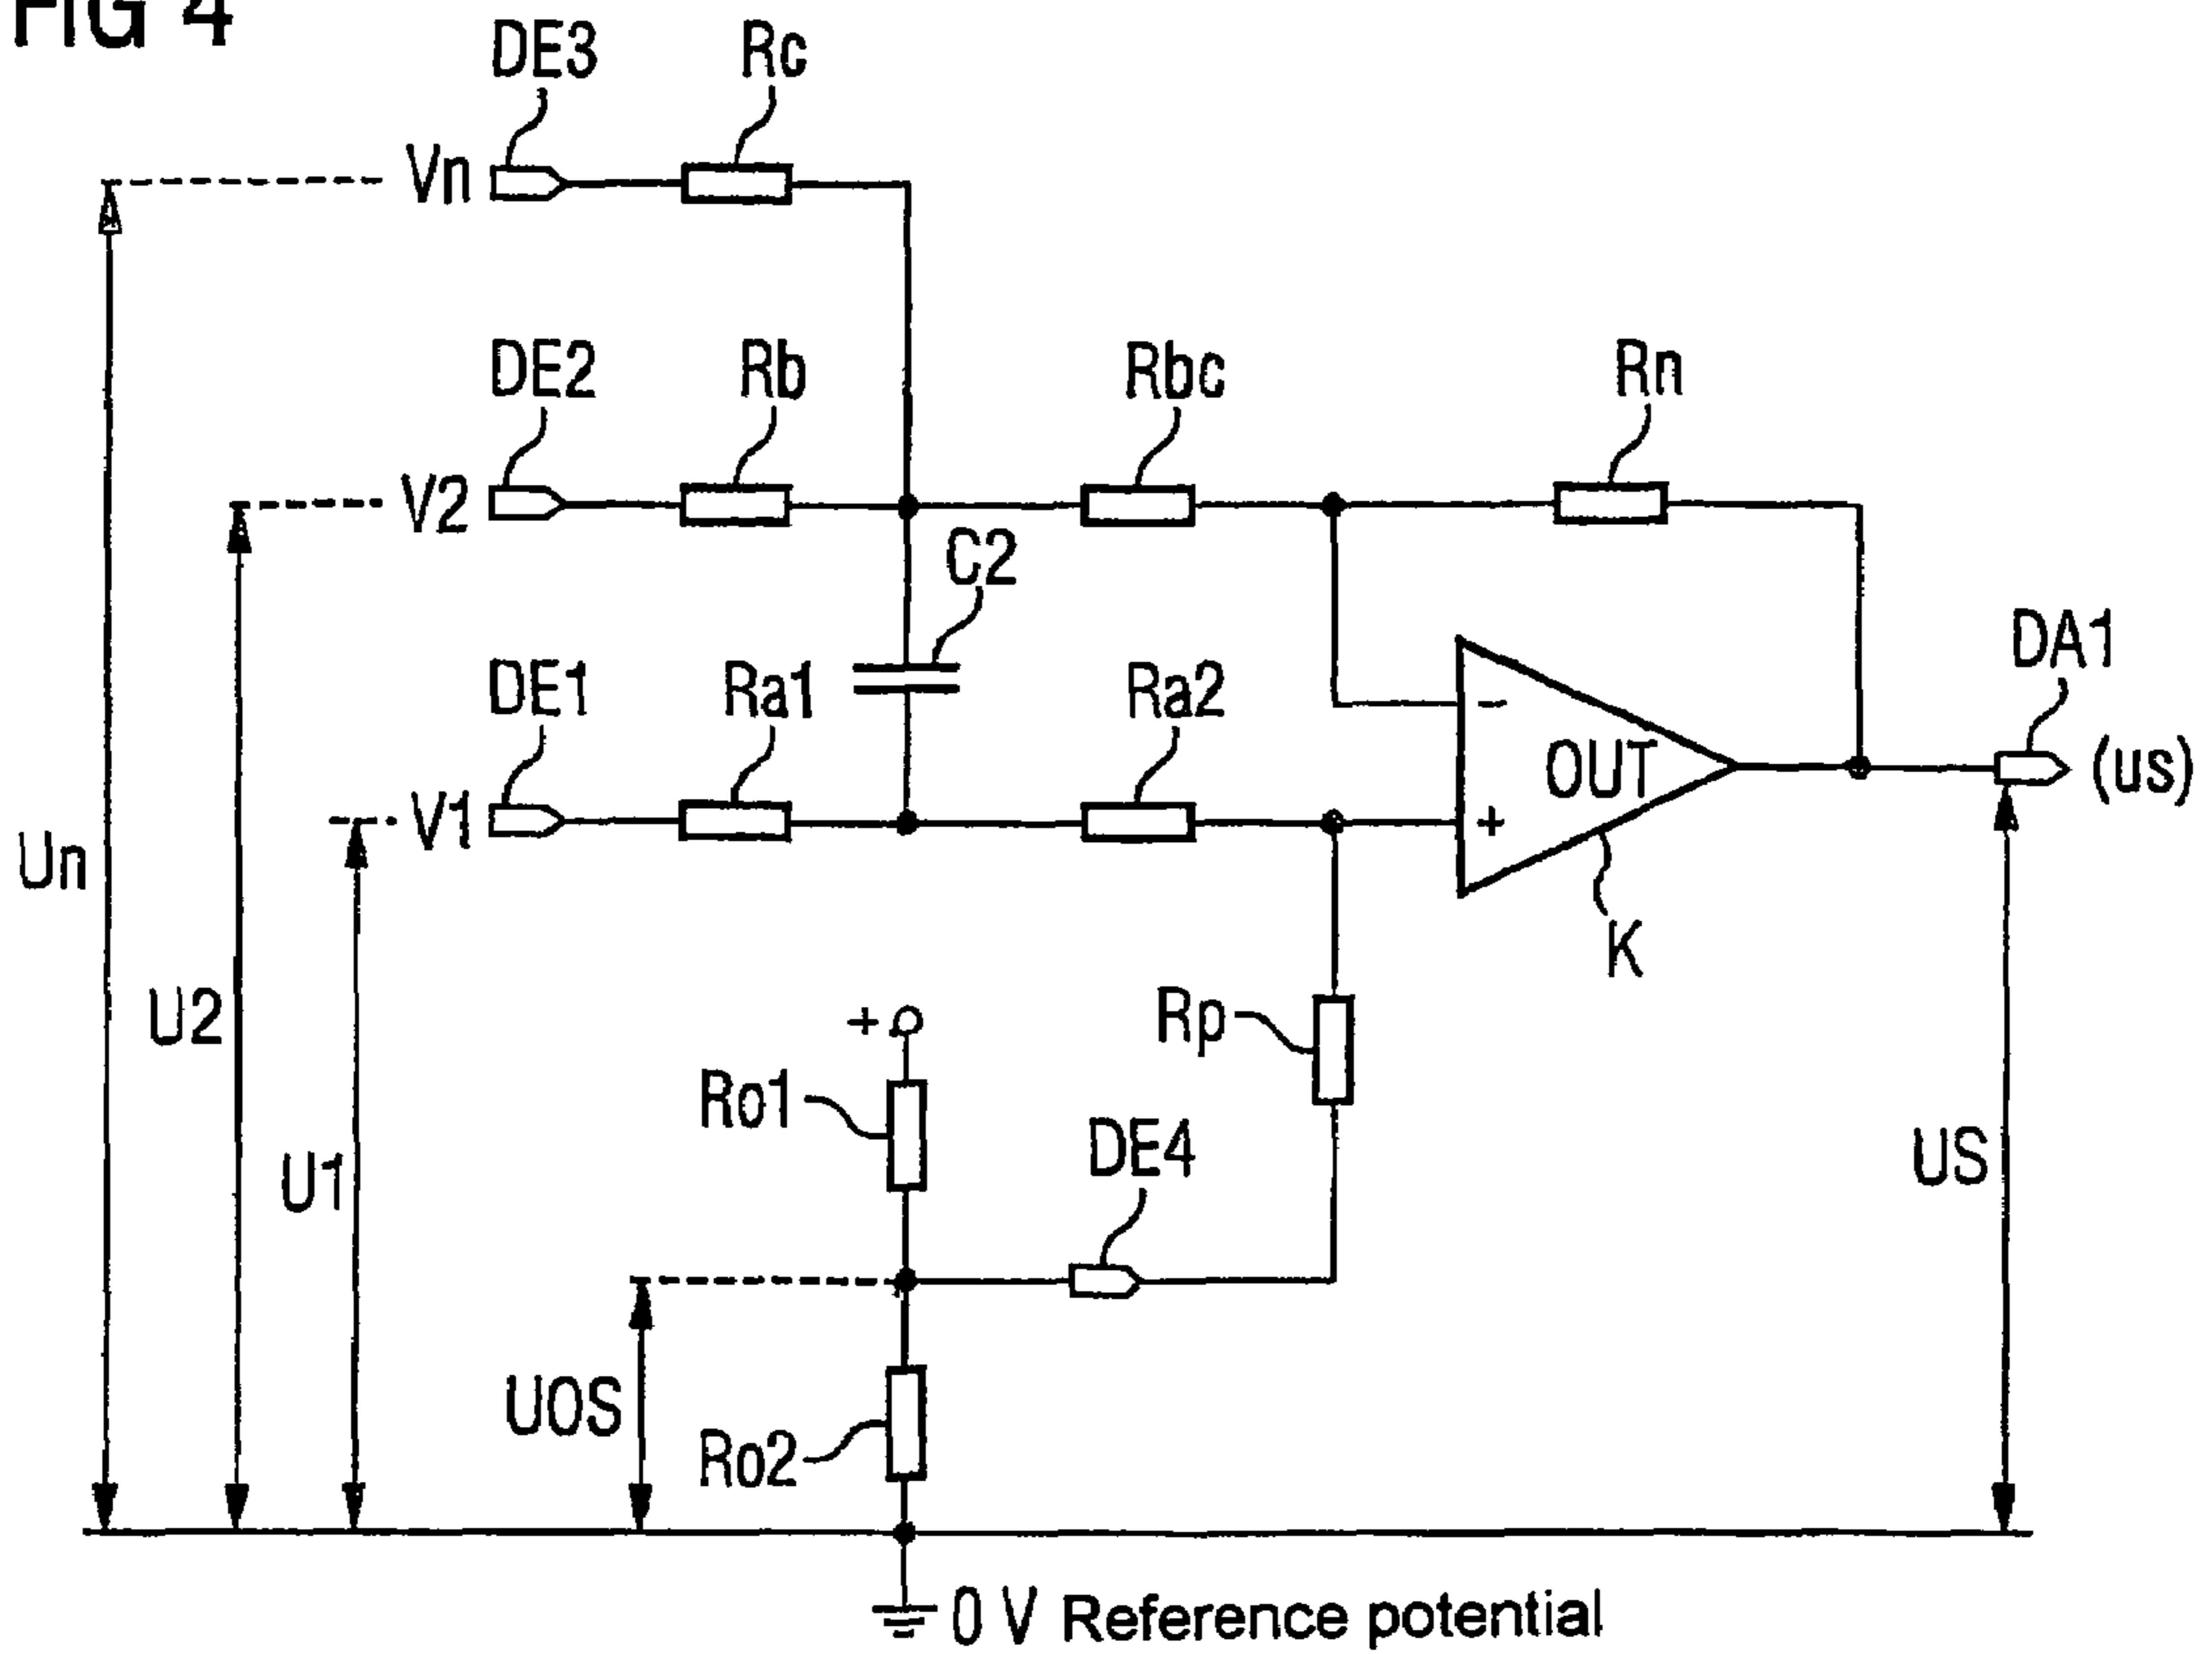 FIG 4
DE3 Rc
Vn
DE2 Rb Rbc Rn
V2
C2
DE1 Ra1 Ra2 DA1
V1 - OUT (us)
+
Un
K
U2 + Rp
Ro1
U1 DE4 US
UOS
Ro2
0 V Reference potential